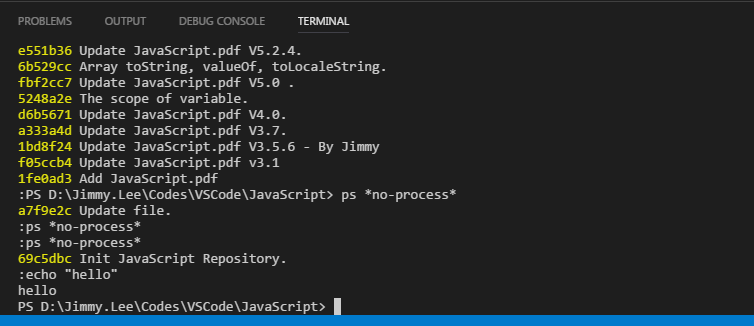 PROBLEMS OUTPUT DEBUG CONSOLE TERMINAL
e551b36 Update JavaScript.pdf V5.2.4.
6b529cc Array toString, valueOf, toLocaleString.
fbf2cc7 Update JavaScript.pdf V5.0 .
5248a2e The scope of variable.
d6b5671 Update JavaScript.pdf V4.0.
a333a4d Update JavaScript.pdf V3.7.
1bd8f24 Update JavaScript.pdf V3.5.6 - By Jimmy
f05ccb4 Update JavaScript.pdf v3.1
1fe0ad3 Add JavaScript.pdf
:PS D:\Jimmy.Lee\Codes\VSCode\JavaScript> ps *no-process*
a7f9e2c Update file.
:ps *no-process*
:ps *no-process*
69c5dbc Init JavaScript Repository.
:echo "hello"
hello
PS D:\Jimmy.Lee\Codes\VSCode\JavaScript>